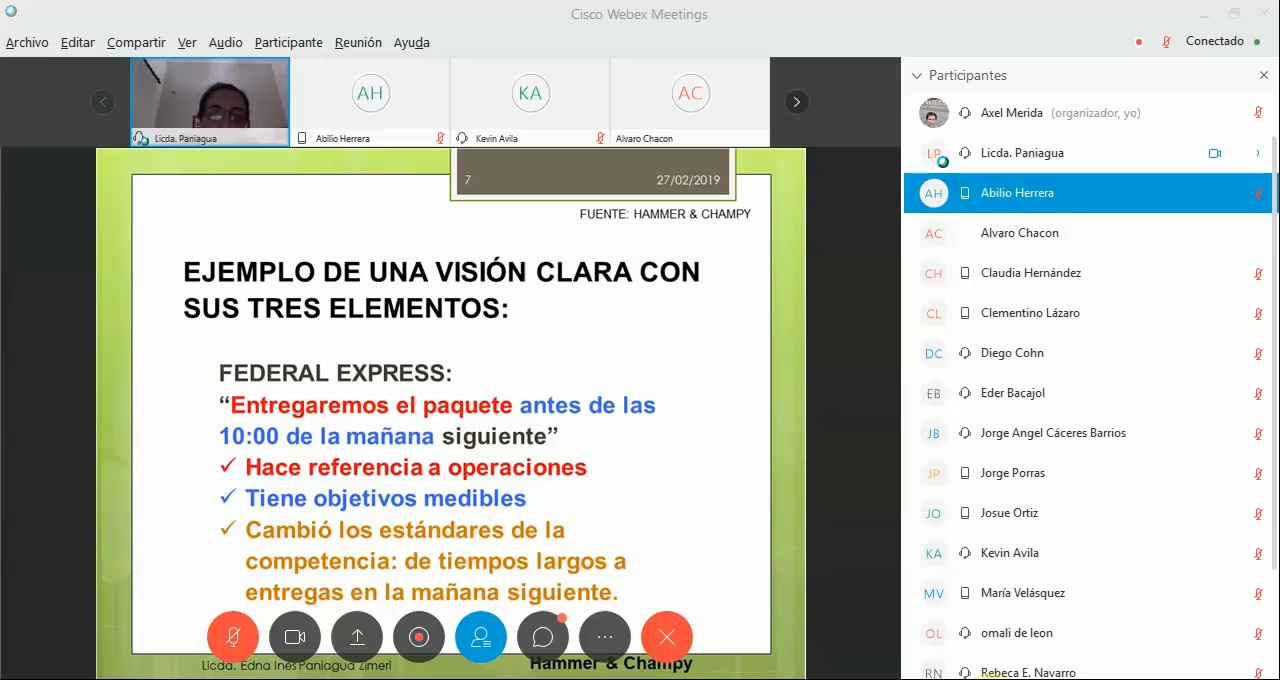 Cisco Webex Meetings
Archivo Editar Compartir Ver Audio Participante Reunión Ayuda
Conectado
Licda. Paniagua
AH
Abilio Herrera
KA
Kevin Avila
AC
Alvaro Chacon
7 27/02/2019
FUENTE: HAMMER & CHAMPY
EJEMPLO DE UNA VISIÓN CLARA CON
SUS TRES ELEMENTOS:
FEDERAL EXPRESS:
“Entregaremos el paquete antes de las
10:00 de la mañana siguiente”
✓ Hace referencia a operaciones
✓ Tiene objetivos medibles
✓ Cambió los estándares de la
competencia: de tiempos largos a
entregas en la mañana siguiente.
Licda. Edna Inés Paniagua Zimeri
Hammer & Champy
Participantes
Axel Merida (organizador, yo)
LP Licda. Paniagua
AH Abilio Herrera
AC Alvaro Chacon
CH Claudia Hernández
CL Clementino Lázaro
DC Diego Cohn
EB Eder Bacajol
JB Jorge Angel Cáceres Barrios
JP Jorge Porras
JO Josue Ortiz
KA Kevin Avila
MV María Velásquez
OL omali de leon
RN Rebeca E. Navarro